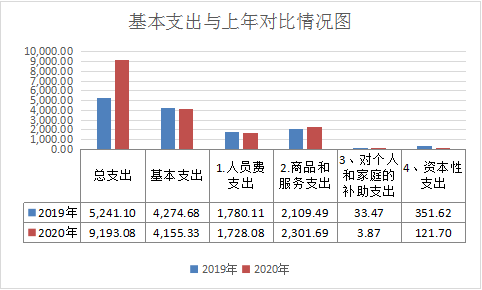 基本支出与上年对比情况图
10,000.00
9,000.00
8,000.00
7,000.00
6,000.00
5,000.00
4,000.00
3,000.00
2,000.00
1,000.00
0.00
总支出 基本支出 1.人员费支出 2.商品和服务支出 3、对个人和家庭的补助支出 4、资本性支出
2019年 5,241.10 4,274.68 1,780.11 2,109.49 33.47 351.62
2020年 9,193.08 4,155.33 1,728.08 2,301.69 3.87 121.70
2019年 2020年